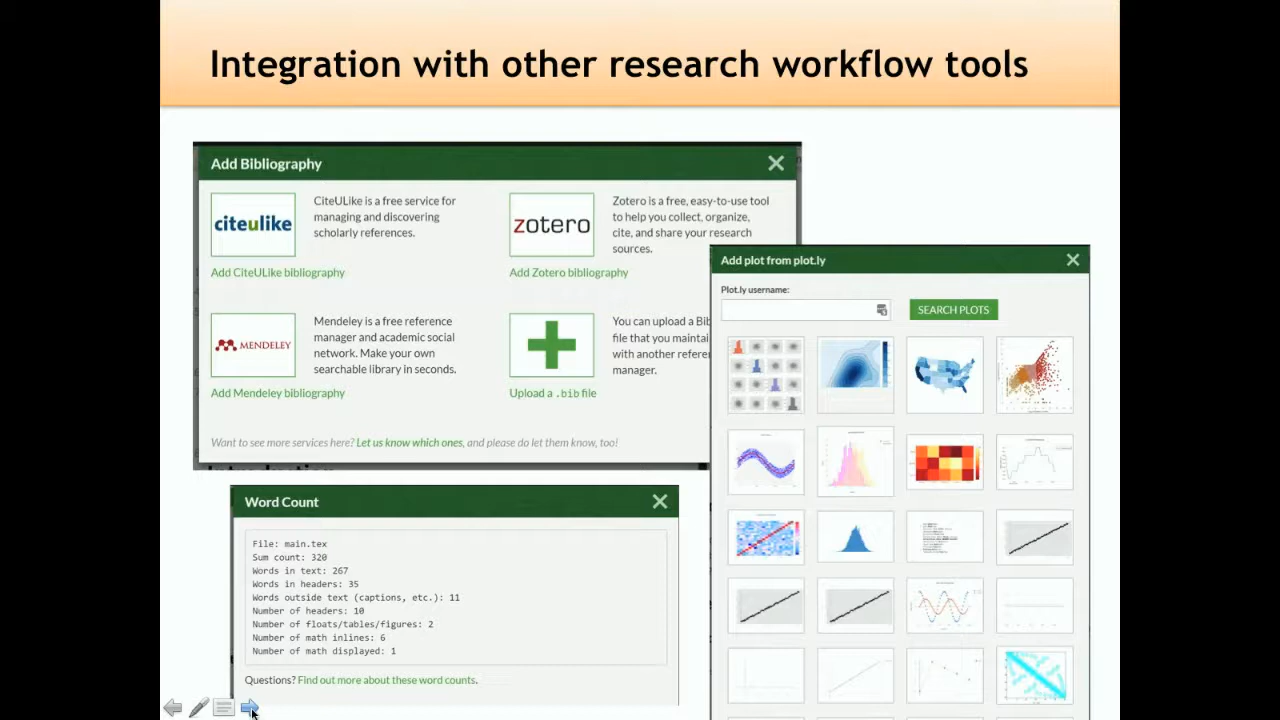 Integration with other research workflow tools
Add Bibliography
citeulike
CiteULike is a free service for
managing and discovering
scholarly references.
Add CiteULike bibliography
zotero
Zotero is a free, easy-to-use tool
to help you collect, organize,
cite, and share your research
sources.
Add Zotero bibliography
MENDELEY
Mendeley is a free reference
manager and academic social
network. Make your own
searchable library in seconds.
Add Mendeley bibliography
You can upload a Bib
file that you maintai
with another referer
manager.
Upload a .bib file
Want to see more services here? Let us know which ones, and please do let them know, too!
Add plot from plot.ly
Plot.ly username:
SEARCH PLOTS
Word Count
File: main.tex
Sum count: 320
Words in text: 267
Words in headers: 35
Words outside text (captions, etc.): 11
Number of headers: 10
Number of floats/tables/figures: 2
Number of math inlines: 6
Number of math displayed: 1
Questions? Find out more about these word counts.